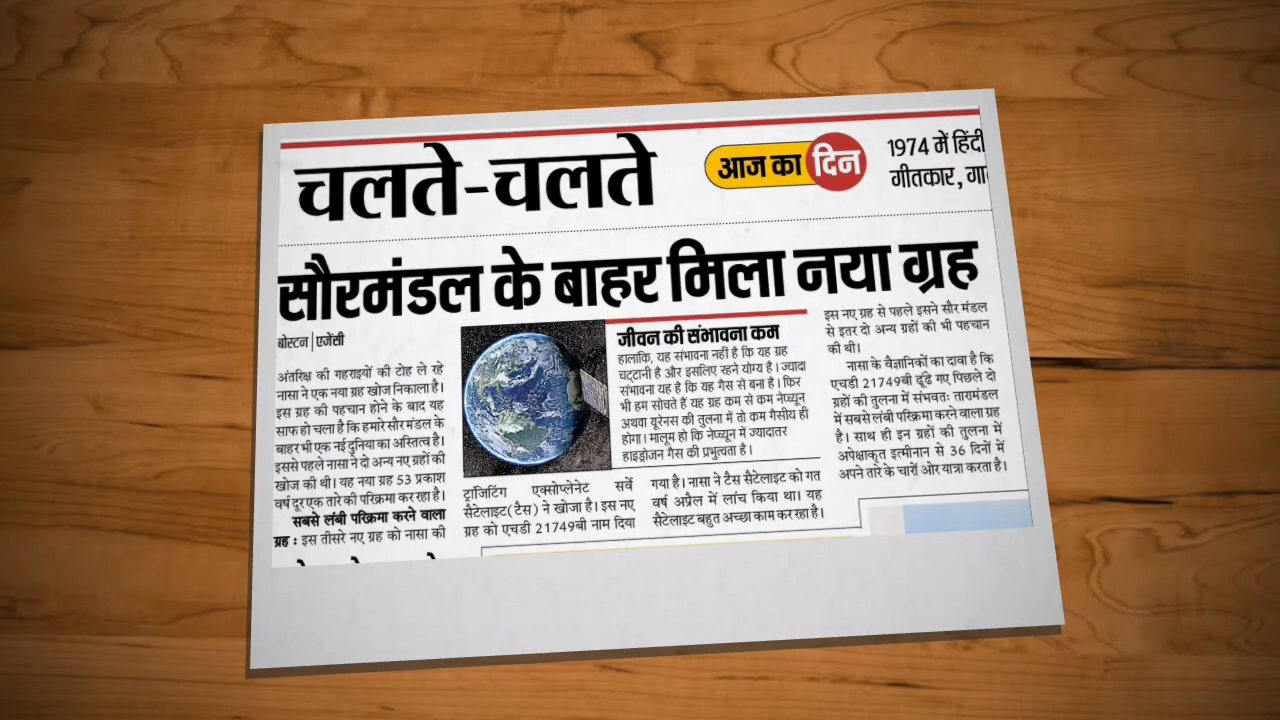 चलते-चलते
आज का दिन
1974 में हिंदी
गीतकार, गा
सौरमंडल के बाहर मिला नया ग्रह
बोस्टन | एजेंसी
अंतरिक्ष की गहराइयों की टोह ले रहे
नासा ने एक नया ग्रह खोज निकाला है।
इस ग्रह की पहचान होने के बाद यह
साफ हो चला है कि हमारे सौर मंडल के
बाहर भी एक नई दुनिया का अस्तित्व है।
इससे पहले नासा ने दो अन्य नए ग्रहों की
खोज की थी। यह नया ग्रह 53 प्रकाश
वर्ष दूर एक तारे की परिक्रमा कर रहा है।
सबसे लंबी परिक्रमा करने वाला
ग्रह : इस तीसरे नए ग्रह को नासा की
ट्रांजिटिंग एक्सोप्लेनेट सर्वे
सैटेलाइट(टैस) ने खोजा है। इस नए
ग्रह को एचडी 21749बी नाम दिया
जीवन की संभावना कम
हालांकि, यह संभावना नहीं है कि यह ग्रह
चट्टानी है और इसलिए रहने योग्य है। ज्यादा
संभावना यह है कि यह गैस से बना है। फिर
भी हम सोचते हैं यह ग्रह कम से कम नेप्च्यून
अथवा यूरेनस की तुलना में तो कम गैसीय ही
होगा। मालूम हो कि नेप्च्यून में ज्यादातर
हाइड्रोजन गैस की प्रभुत्वता है।
गया है। नासा ने टैस सैटेलाइट को गत
वर्ष अप्रैल में लांच किया था। यह
सैटेलाइट बहुत अच्छा काम कर रहा है।
इस नए ग्रह से पहले इसने सौर मंडल
से इतर दो अन्य ग्रहों की भी पहचान
की थी।
नासा के वैज्ञानिकों का दावा है कि
एचडी 21749बी ढूंढे गए पिछले दो
ग्रहों की तुलना में संभवतः तारामंडल
में सबसे लंबी परिक्रमा करने वाला ग्रह
है। साथ ही इन ग्रहों की तुलना में
अपेक्षाकृत इत्मीनान से 36 दिनों में
अपने तारे के चारों ओर यात्रा करता है।